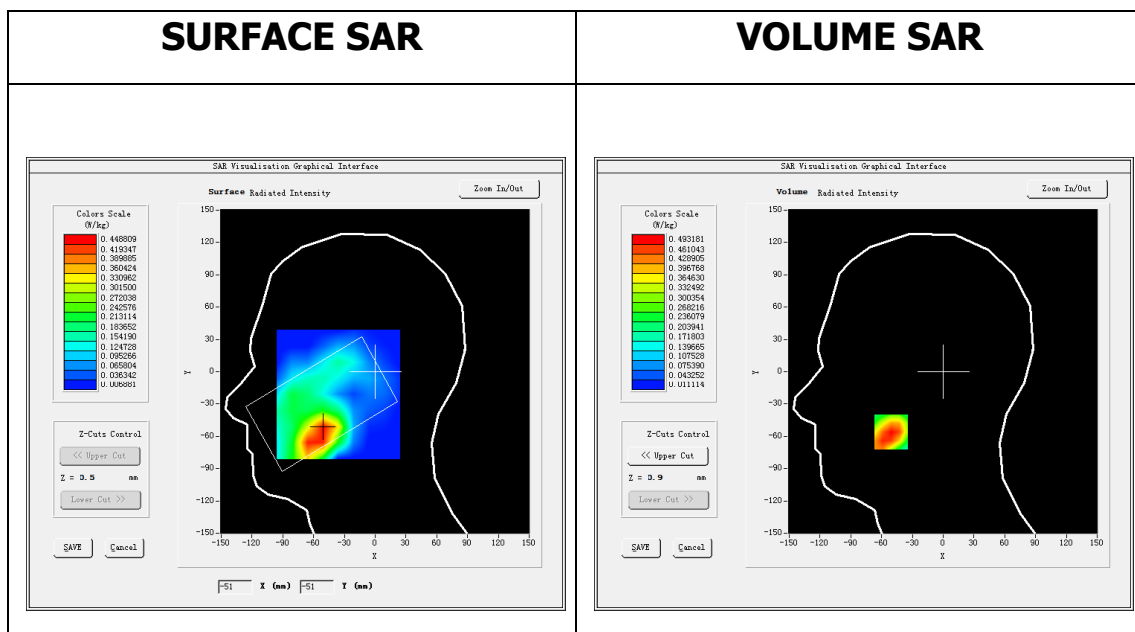 SURFACE SAR
VOLUME SAR
SAR Visualisation Graphical Interface
Surface Radiated Intensity
Zoom In/Out
Colors Scale
(W/kg)
0.448809
0.419347
0.389885
0.360424
0.330962
0.301500
0.272038
0.242576
0.213114
0.183652
0.154190
0.124728
0.095266
0.065804
0.036342
0.006881
150
120
90
60
30
0
-30
-60
-90
-120
-150
Y
-150 -120 -90 -60 -30 0 30 60 90 120 150
X
Z-Cuts Control
<< Upper Cut
Z = 0.5 mm
Lower Cut >>
SAVE Cancel
-51 X (mm) -51 Y (mm)
SAR Visualisation Graphical Interface
Volume Radiated Intensity
Zoom In/Out
Colors Scale
(W/kg)
0.493181
0.461043
0.428905
0.396768
0.364630
0.332492
0.300354
0.268216
0.236079
0.203941
0.171803
0.139665
0.107528
0.075390
0.043252
0.011114
150
120
90
60
30
0
-30
-60
-90
-120
-150
Y
-150 -120 -90 -60 -30 0 30 60 90 120 150
X
Z-Cuts Control
<< Upper Cut
Z = 0.9 mm
Lower Cut >>
SAVE Cancel